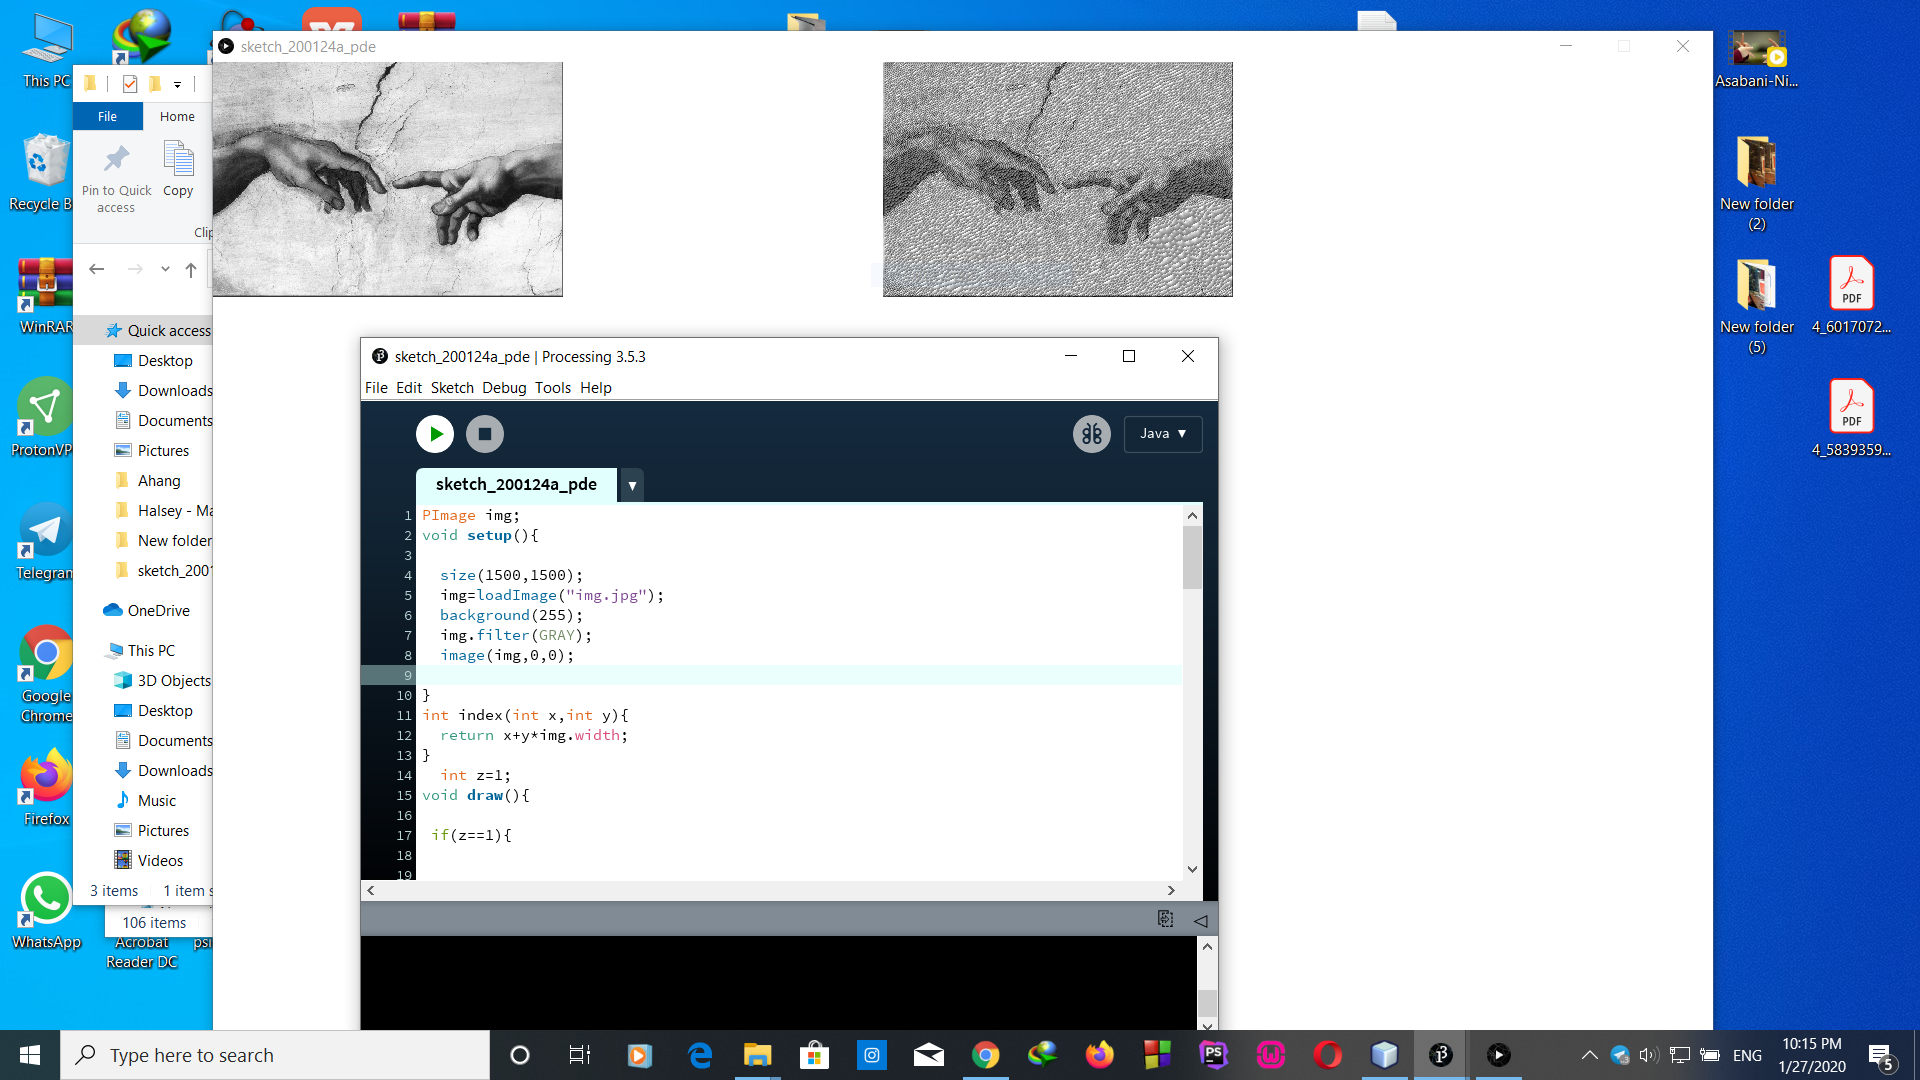 sketch_200124a_pde
This PC
Recycle B
WinRAR
ProtonVP
Telegram
Google
Chrome
Firefox
WhatsApp
Acrobat
Reader DC
File
Home
Pin to Quick
access
Copy
Quick access
Desktop
Downloads
Documents
Pictures
Ahang
Halsey - Ma
New folder
sketch_200
OneDrive
This PC
3D Objects
Desktop
Documents
Downloads
Music
Pictures
Videos
3 items
1 item s
106 items
sketch_200124a_pde | Processing 3.5.3
File Edit Sketch Debug Tools Help
Java ▼
sketch_200124a_pde
1 PImage img;
2 void setup(){
3
4 size(1500,1500);
5 img=loadImage("img.jpg");
6 background(255);
7 img.filter(GRAY);
8 image(img,0,0);
9
10 }
11 int index(int x,int y){
12 return x+y*img.width;
13 }
14 int z=1;
15 void draw(){
16
17 if(z==1){
18
19
Asabani-Ni...
New folder
(2)
New folder
(5)
PDF
4_6017072...
PDF
4_5839359...
Type here to search
PS
ENG
10:15 PM
1/27/2020
5